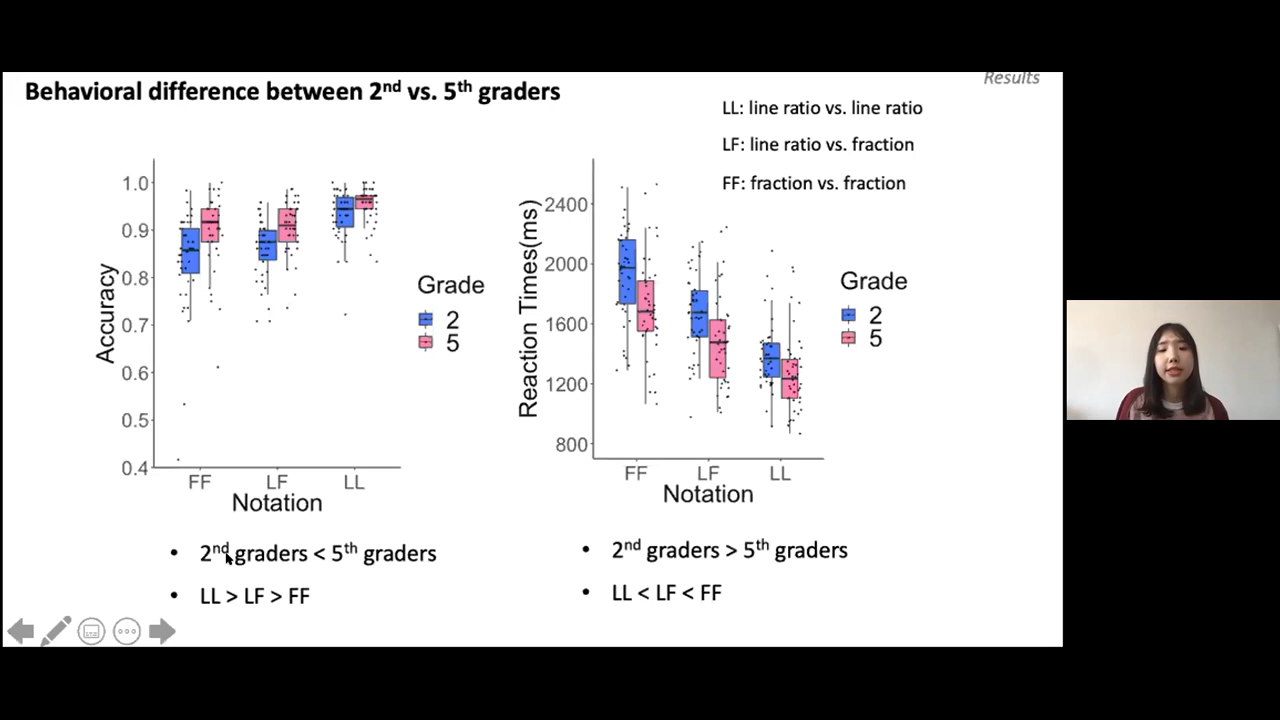 Results
Behavioral difference between 2nd vs. 5th graders
LL: line ratio vs. line ratio
LF: line ratio vs. fraction
FF: fraction vs. fraction
Accuracy
1.0
0.9
0.8
0.7
0.6
0.5
0.4
FF LF LL
Notation
Grade
2
5
Reaction Times(ms)
2400
2000
1600
1200
800
FF LF LL
Notation
Grade
2
5
• 2nd graders < 5th graders
• LL > LF > FF
• 2nd graders > 5th graders
• LL < LF < FF